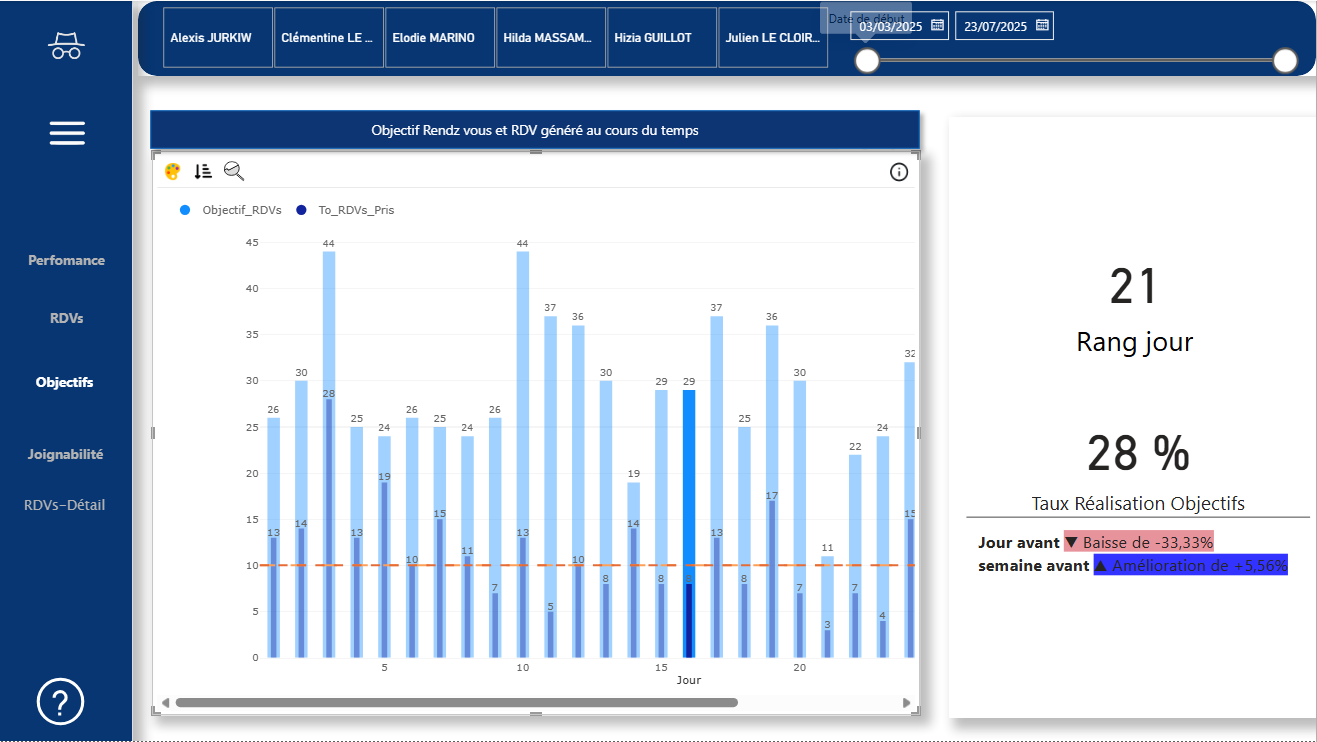 Alexis JURKIW
Clémentine LE ...
Elodie MARINO
Hilda MASSAM...
Hizia GUILLOT
Julien LE CLOIR...
Date de début
03/03/2025
23/07/2025
Perfomance
RDVs
Objectifs
Joignabilité
RDVs-Détail
?
Objectif Rendz vous et RDV généré au cours du temps
Objectif_RDVs To_RDVs_Pris
45
40
35
30
25
20
15
10
5
0
26 30 44 25 24 26 25 24 26 44 37 36 30 19 29 29 37 25 36 30 11 22 24 32
13 14 28 13 19 10 15 11 7 13 5 10 8 14 8 13 8 17 7 3 7 4 15
5 10 15 20
Jour
21
Rang jour
28 %
Taux Réalisation Objectifs
Jour avant ▼ Baisse de -33,33%
semaine avant ▲ Amélioration de +5,56%